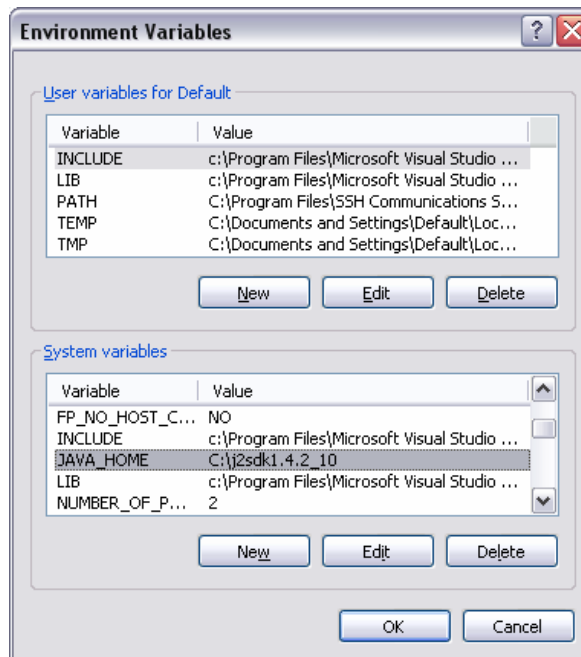 Environment Variables
User variables for Default
Variable Value
INCLUDE c:\Program Files\Microsoft Visual Studio ...
LIB c:\Program Files\Microsoft Visual Studio ...
PATH C:\Program Files\SSH Communications S...
TEMP C:\Documents and Settings\Default\Loc...
TMP C:\Documents and Settings\Default\Loc...
New Edit Delete
System variables
Variable Value
FP_NO_HOST_C... NO
INCLUDE c:\Program Files\Microsoft Visual Studio ...
JAVA_HOME C:\j2sdk1.4.2_10
LIB c:\Program Files\Microsoft Visual Studio ...
NUMBER_OF_P... 2
New Edit Delete
OK Cancel